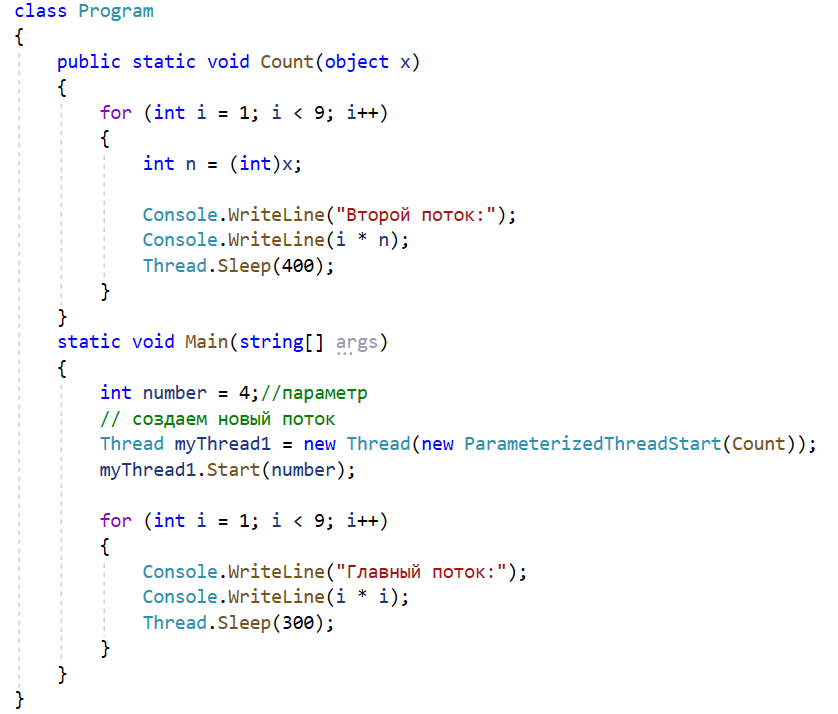 class Program
{
    public static void Count(object x)
    {
        for (int i = 1; i < 9; i++)
        {
            int n = (int)x;

            Console.WriteLine("Второй поток:");
            Console.WriteLine(i * n);
            Thread.Sleep(400);
        }
    }
    static void Main(string[] args)
    {
        int number = 4;//параметр
        // создаем новый поток
        Thread myThread1 = new Thread(new ParameterizedThreadStart(Count));
        myThread1.Start(number);

        for (int i = 1; i < 9; i++)
        {
            Console.WriteLine("Главный поток:");
            Console.WriteLine(i * i);
            Thread.Sleep(300);
        }
    }
}